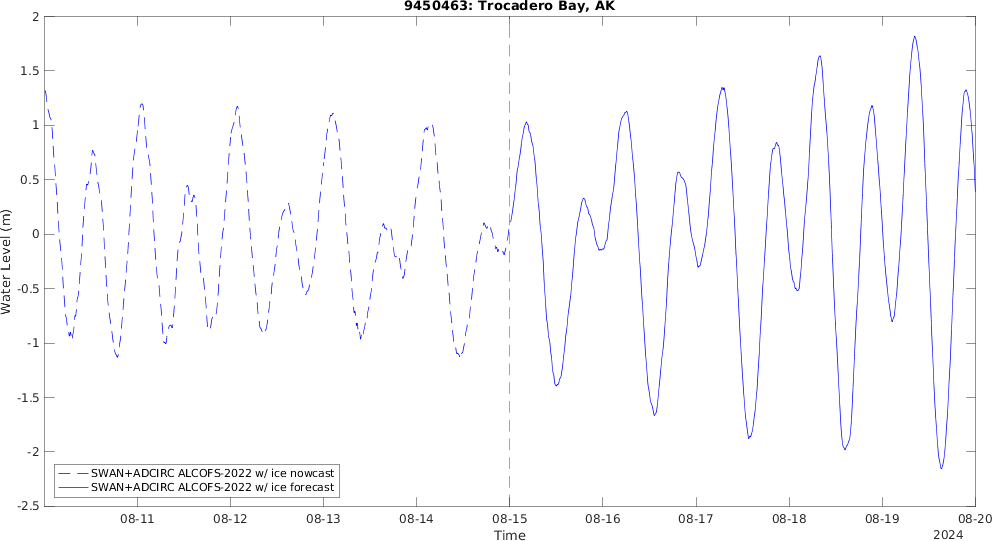 9450463: Trocadero Bay, AK
2
1.5
1
0.5
0
-0.5
-1
-1.5
-2
-2.5
Water Level (m)
SWAN+ADCIRC ALCOFS-2022 w/ ice nowcast
SWAN+ADCIRC ALCOFS-2022 w/ ice forecast
08-11 08-12 08-13 08-14 08-15 08-16 08-17 08-18 08-19 08-20
Time
2024